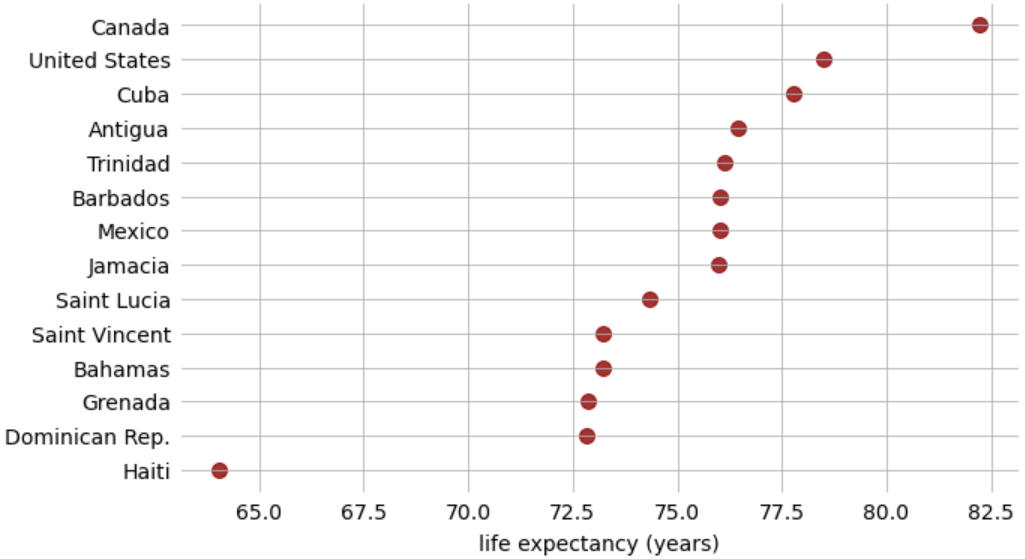 Canada
United States
Cuba
Antigua
Trinidad
Barbados
Mexico
Jamacia
Saint Lucia
Saint Vincent
Bahamas
Grenada
Dominican Rep.
Haiti
65.0 67.5 70.0 72.5 75.0 77.5 80.0 82.5
life expectancy (years)